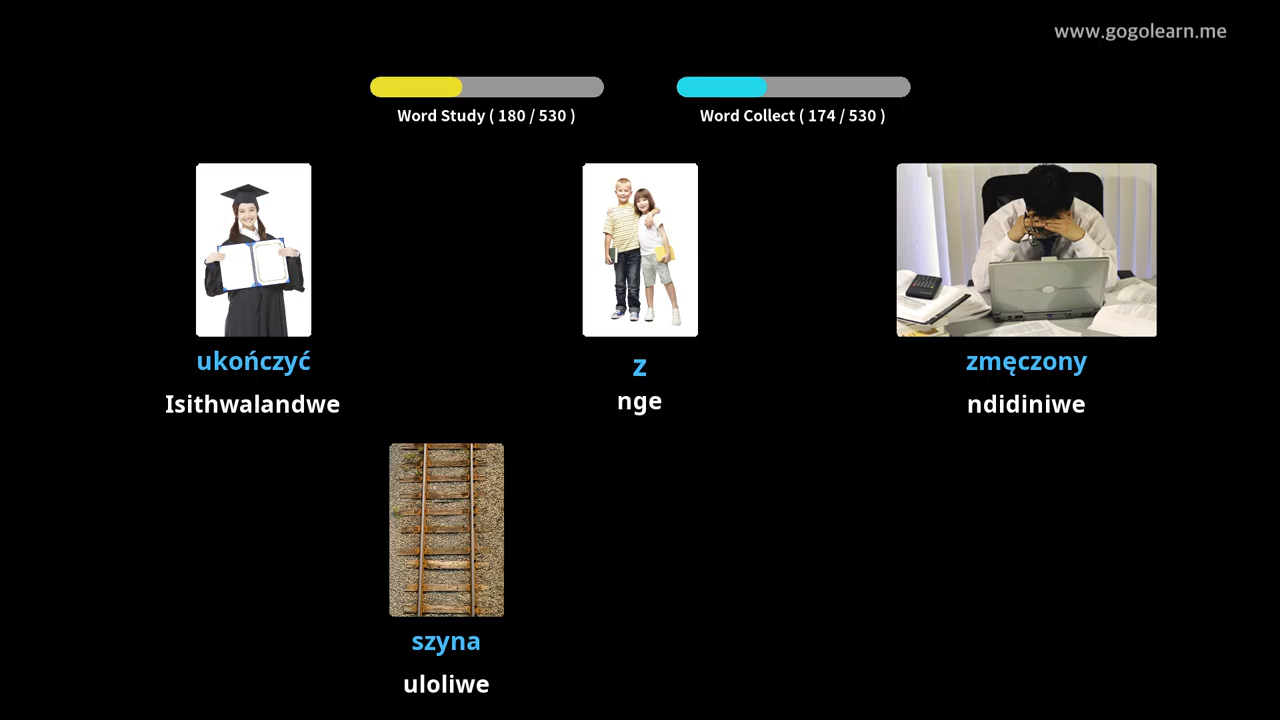 www.gogolearn.me
Word Study ( 180 / 530 )
Word Collect ( 174 / 530 )
ukończyć
Isithwalandwe
z
nge
zmęczony
ndidiniwe
szyna
uloliwe